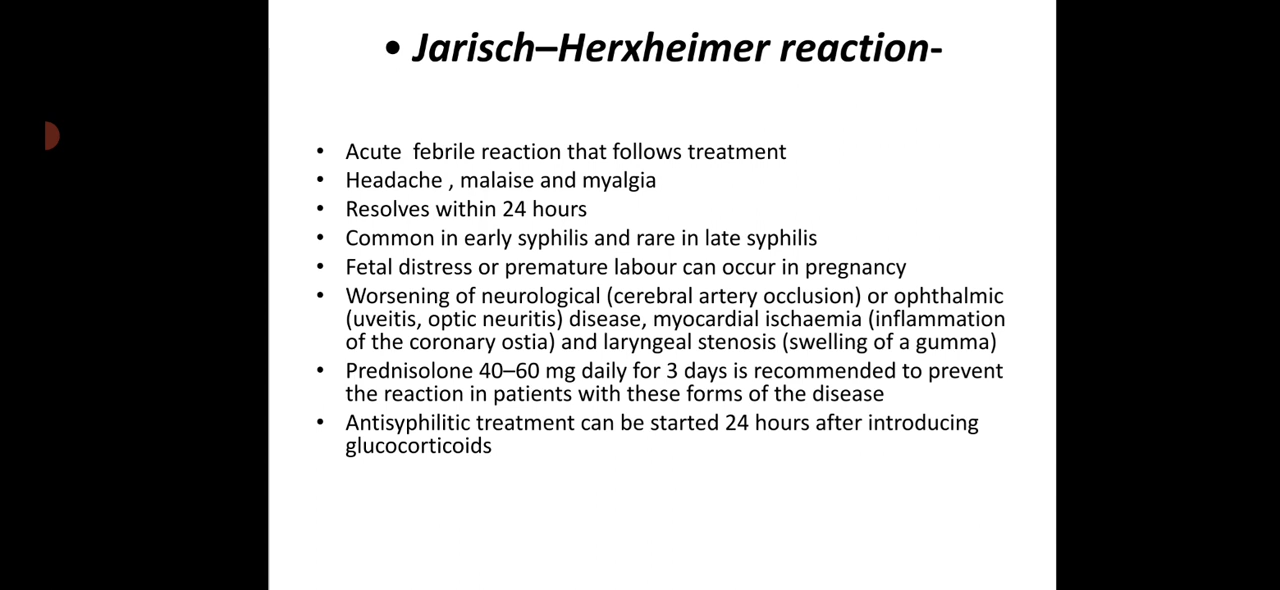 • Jarisch–Herxheimer reaction-
• Acute  febrile reaction that follows treatment
• Headache , malaise and myalgia
• Resolves within 24 hours
• Common in early syphilis and rare in late syphilis
• Fetal distress or premature labour can occur in pregnancy
• Worsening of neurological (cerebral artery occlusion) or ophthalmic
(uveitis, optic neuritis) disease, myocardial ischaemia (inflammation
of the coronary ostia) and laryngeal stenosis (swelling of a gumma)
• Prednisolone 40–60 mg daily for 3 days is recommended to prevent
the reaction in patients with these forms of the disease
• Antisyphilitic treatment can be started 24 hours after introducing
glucocorticoids